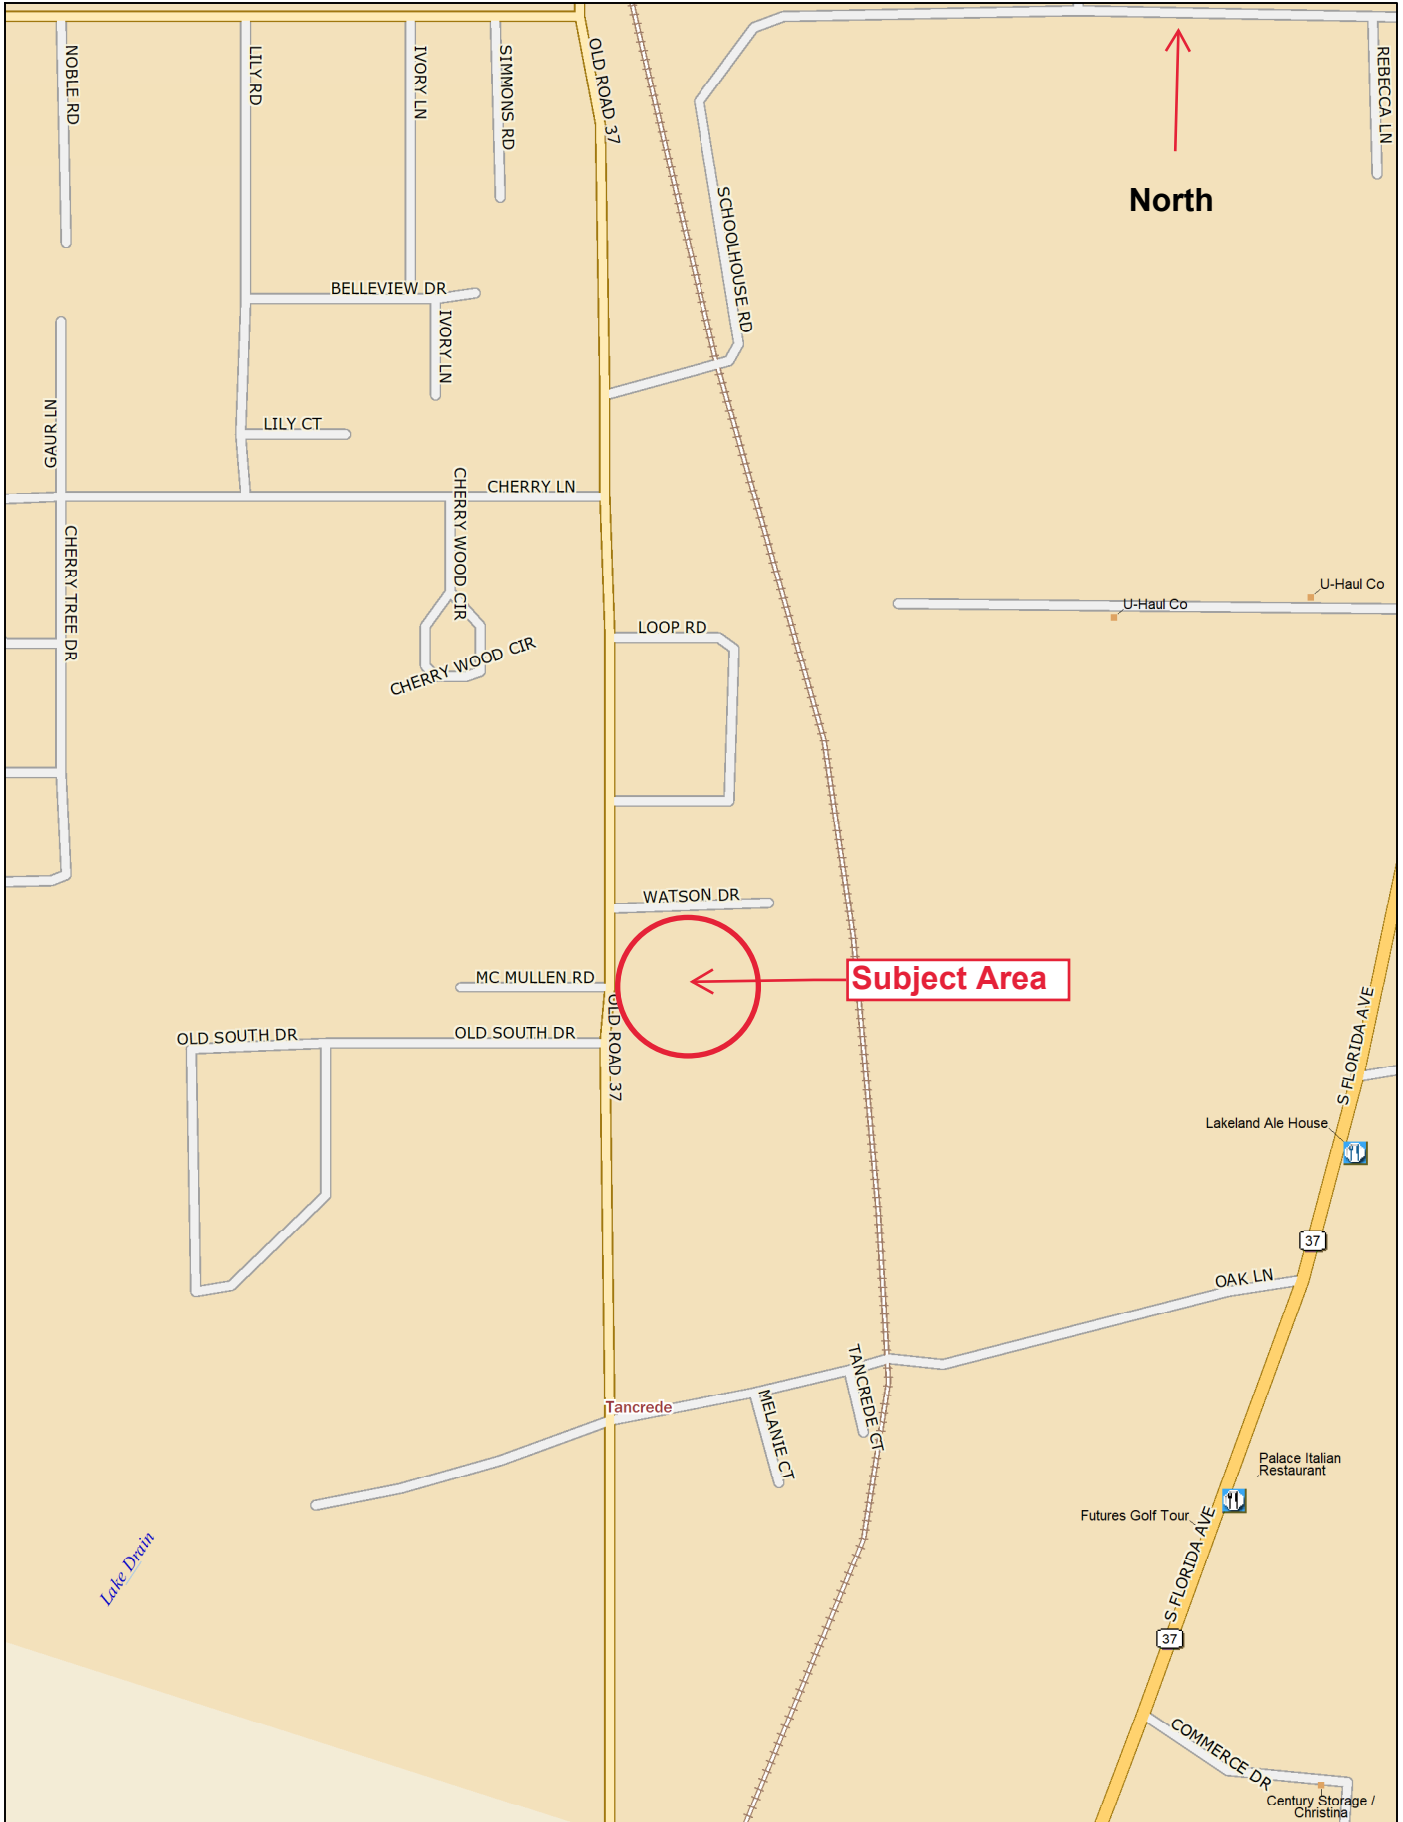 NOBLE RD
LILY RD
IVORY LN
SIMMONS RD
OLD ROAD 37
REBECCA LN
North
SCHOOLHOUSE RD
BELLEVIEW DR
IVORY LN
GAUR LN
LILY CT
CHERRY LN
CHERRY WOOD CIR
CHERRY TREE DR
U-Haul Co
U-Haul Co
LOOP RD
CHERRY WOOD CIR
WATSON DR
MC MULLEN RD
Subject Area
OLD ROAD 37
OLD SOUTH DR
OLD SOUTH DR
S FLORIDA AVE
Lakeland Ale House
37
OAK LN
TANCREDE CT
Tancrede
MELANIE CT
Palace Italian
Restaurant
Futures Golf Tour
S FLORIDA AVE
Lake Drain
37
COMMERCE DR
Century Storage /
Christina